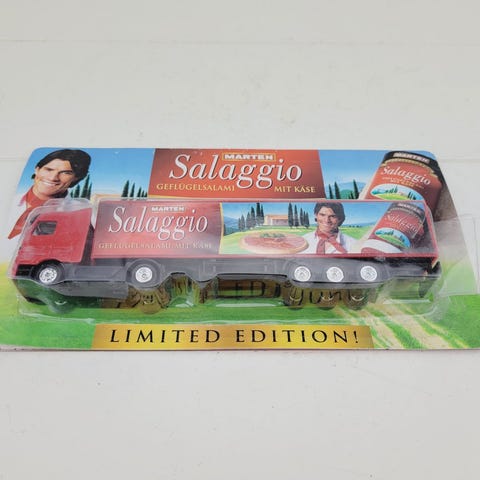 MARTEN
Salaggio
GEFLÜGELSALAMI MIT KÄSE
MARTEN
MARTEN
Salaggio
GEFLÜGELSALAMI MIT KÄSE
Salaggio
LIMITED EDITION!